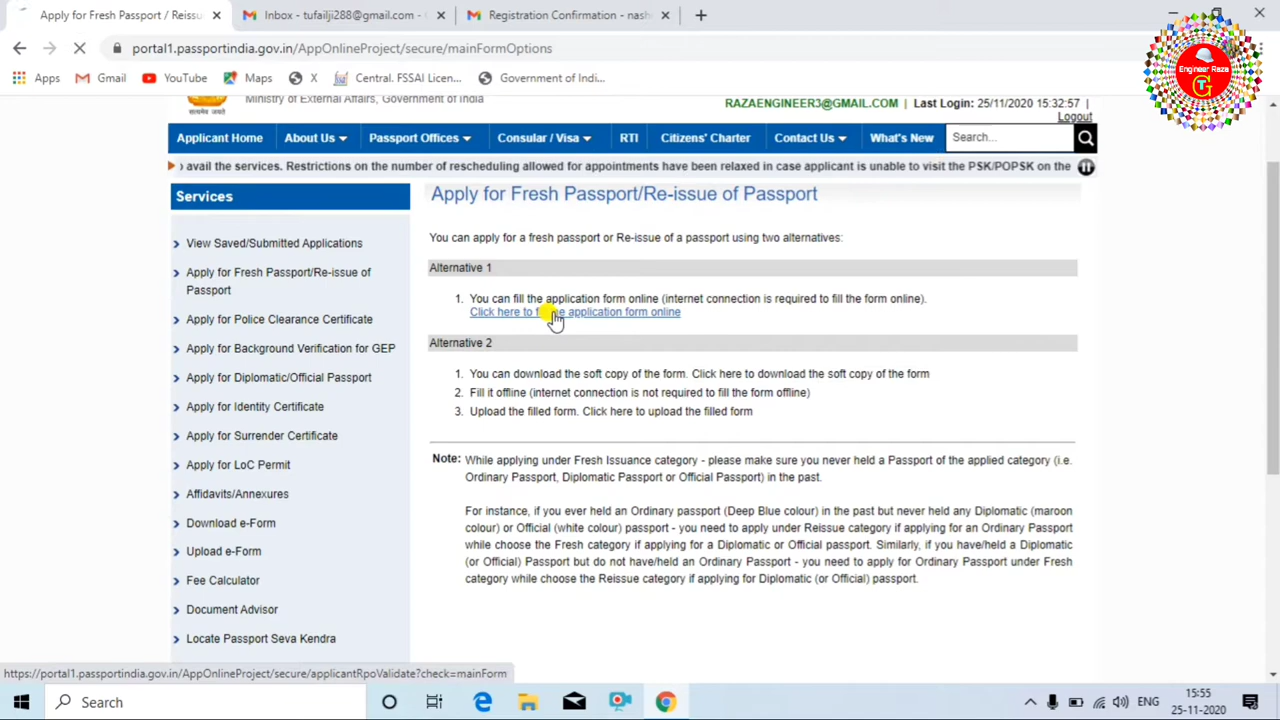 Apply for Fresh Passport / Reissu
Inbox - tufailji288@gmail.com - G
Registration Confirmation - nash
portal1.passportindia.gov.in/AppOnlineProject/secure/mainFormOptions
Apps Gmail YouTube Maps X Central. FSSAI Licen... Government of Ind...
Engineer Raza
Ministry of External Affairs, Government of India
RAZAENGINEER3@GMAIL.COM | Last Login: 25/11/2020 15:32:57 |
Logout
Applicant Home About Us Passport Offices Consular / Visa RTI Citizens' Charter Contact Us What's New Search...
avail the services. Restrictions on the number of rescheduling allowed for appointments have been relaxed in case applicant is unable to visit the PSK/POPSK on the
Services
View Saved/Submitted Applications
Apply for Fresh Passport/Re-issue of
Passport
Apply for Police Clearance Certificate
Apply for Background Verification for GEP
Apply for Diplomatic/Official Passport
Apply for Identity Certificate
Apply for Surrender Certificate
Apply for LoC Permit
Affidavits/Annexures
Download e-Form
Upload e-Form
Fee Calculator
Document Advisor
Locate Passport Seva Kendra
Apply for Fresh Passport/Re-issue of Passport
You can apply for a fresh passport or Re-issue of a passport using two alternatives:
Alternative 1
1. You can fill the application form online (internet connection is required to fill the form online).
Click here to f e application form online
Alternative 2
1. You can download the soft copy of the form. Click here to download the soft copy of the form
2. Fill it offline (internet connection is not required to fill the form offline)
3. Upload the filled form. Click here to upload the filled form
Note: While applying under Fresh Issuance category - please make sure you never held a Passport of the applied category (i.e.
Ordinary Passport, Diplomatic Passport or Official Passport) in the past.
For instance, if you ever held an Ordinary passport (Deep Blue colour) in the past but never held any Diplomatic (maroon
colour) or Official (white colour) passport - you need to apply under Reissue category if applying for an Ordinary Passport
while choose the Fresh category if applying for a Diplomatic or Official passport. Similarly, if you have/held a Diplomatic
(or Official) Passport but do not have/held an Ordinary Passport - you need to apply for Ordinary Passport under Fresh
category while choose the Reissue category if applying for Diplomatic (or Official) passport.
https://portal1.passportindia.gov.in/AppOnlineProject/secure/applicantRpoValidate?check=mainForm
Search
ENG
15:55
25-11-2020